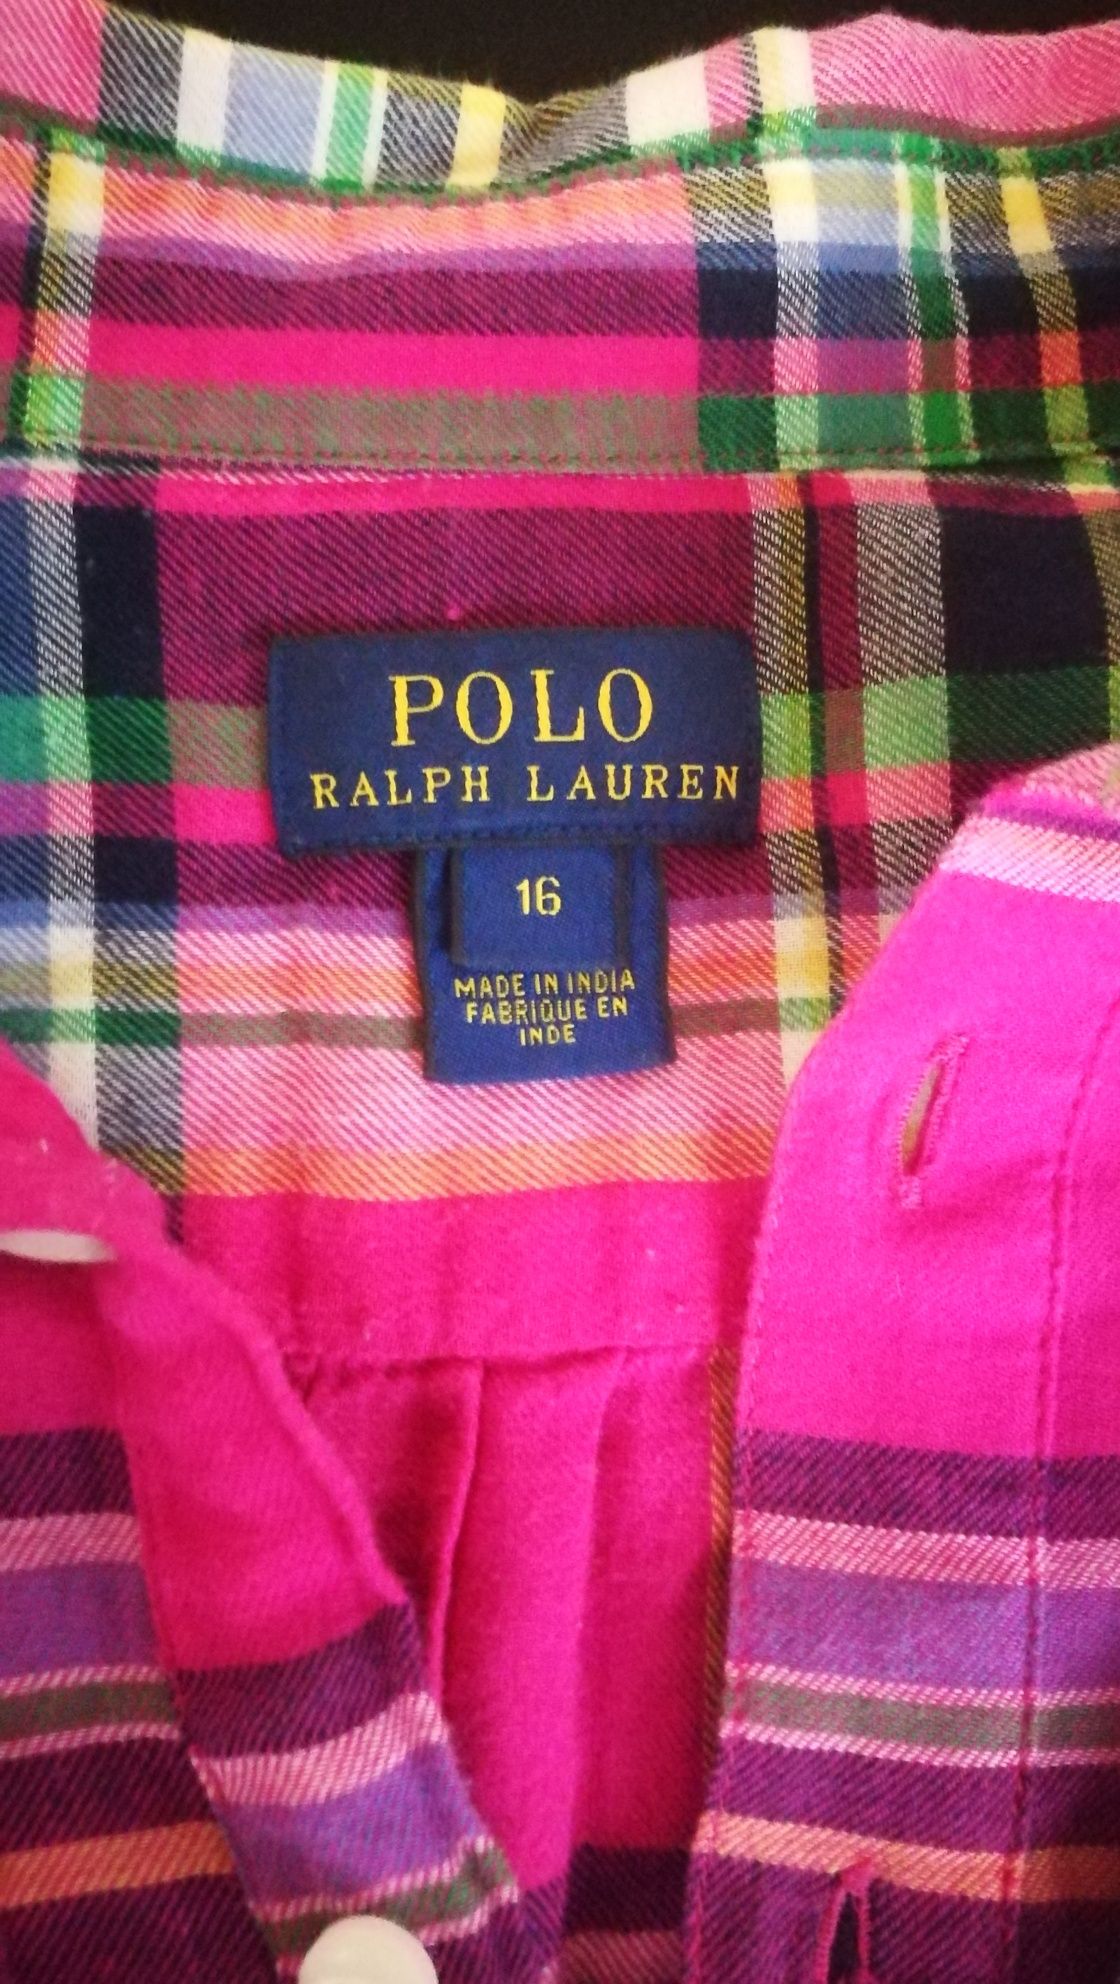 POLO
RALPH LAUREN
16
MADE IN INDIA
FABRIQUE EN
INDE